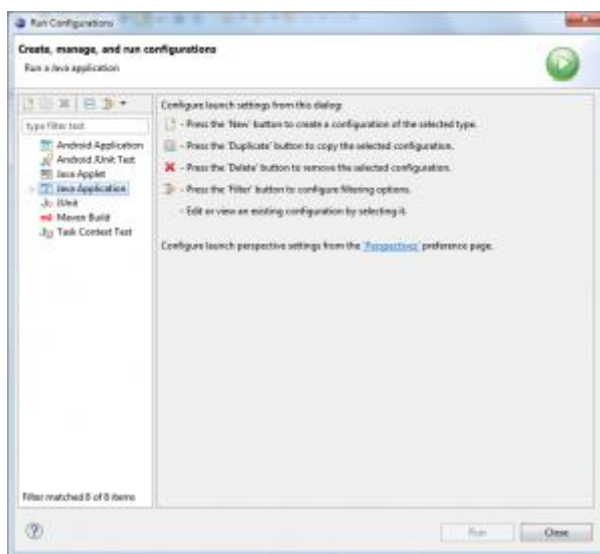 Run Configurations
Create, manage, and run configurations
Run a Java application
type filter text
Android Application
Android JUnit Test
Java Applet
Java Application
JUnit
Maven Build
Task Context Test
Filter matched 8 of 8 items
Configure launch settings from this dialog:
- Press the 'New' button to create a configuration of the selected type.
- Press the 'Duplicate' button to copy the selected configuration.
- Press the 'Delete' button to remove the selected configuration.
- Press the 'Filter' button to configure filtering options.
- Edit or view an existing configuration by selecting it.
Configure launch perspective settings from the 'Perspectives' preference page.
Run
Close